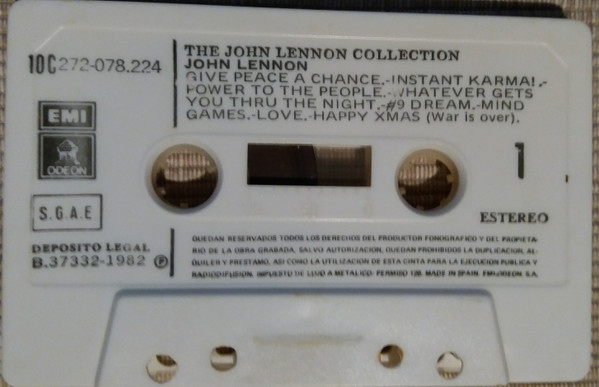 10C 272-078.224
THE JOHN LENNON COLLECTION
JOHN LENNON
GIVE PEACE A CHANCE.-INSTANT KARMA!.-
POWER TO THE PEOPLE.-WHATEVER GETS
YOU THRU THE NIGHT.-#9 DREAM.-MIND
GAMES.-LOVE.-HAPPY XMAS (War is over).
EMI
ODEON
S.G.A.E
DEPOSITO LEGAL
B.37332-1982 Ⓟ
1
ESTEREO
QUEDAN RESERVADOS TODOS LOS DERECHOS DEL PRODUCTOR FONOGRAFICO Y DEL PROPIETA-
RIO DE LA OBRA GRABADA. SALVO AUTORIZACION, QUEDAN PROHIBIDOS LA DUPLICACION, AL-
QUILER Y PRESTAMO, ASI COMO LA UTILIZACION DE ESTA CINTA PARA LA EJECUCION PUBLICA Y
RADIODIFUSION. IMPUESTO DE LUJO A METALICO: PERMISO 128. MADE IN SPAIN. EMI-ODEON. S.A.